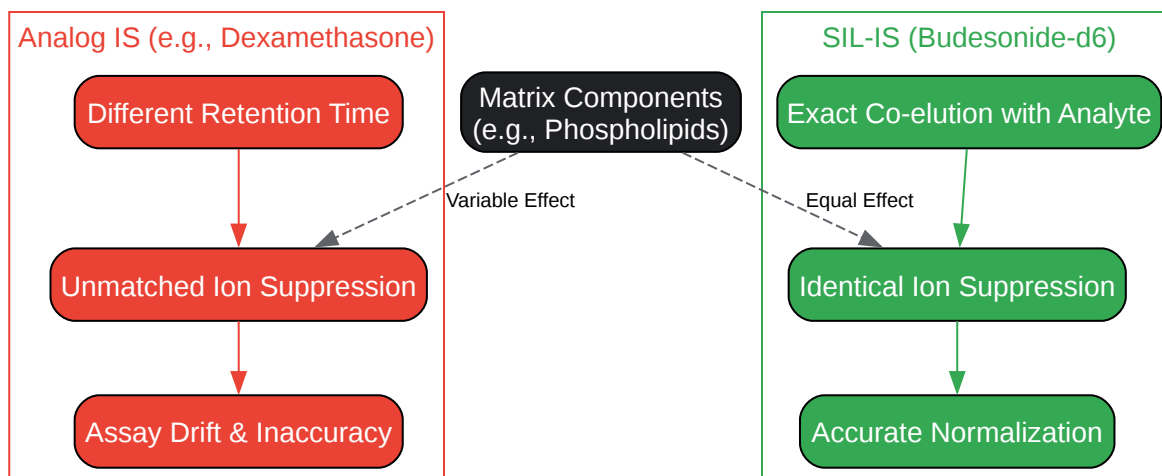 Analog IS (e.g., Dexamethasone)
Different Retention Time
Unmatched Ion Suppression
Assay Drift & Inaccuracy
Matrix Components
(e.g., Phospholipids)
Variable Effect
Equal Effect
SIL-IS (Budesonide-d6)
Exact Co-elution with Analyte
Identical Ion Suppression
Accurate Normalization